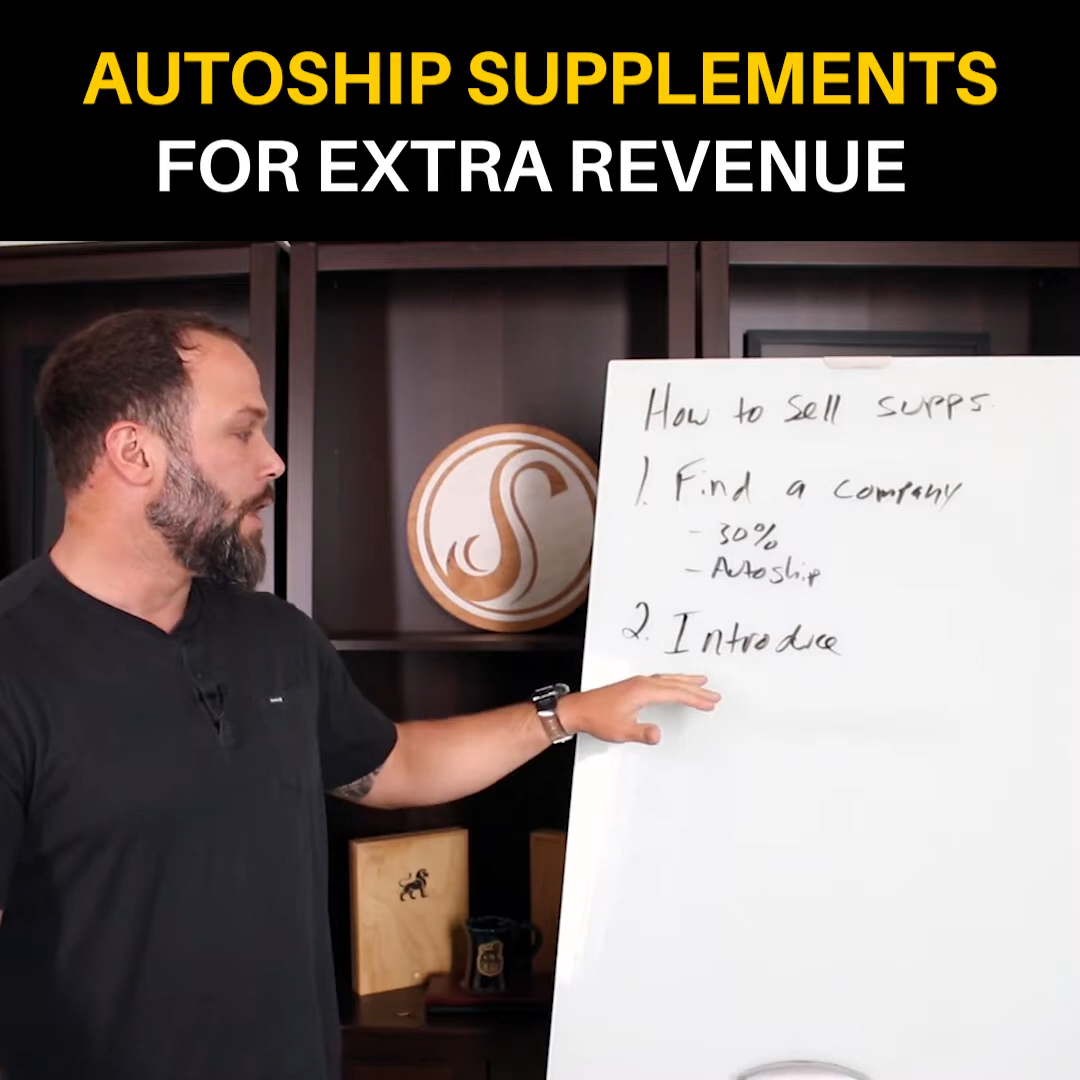 AUTOSHIP SUPPLEMENTS
FOR EXTRA REVENUE
How to sell supps.
1. Find a company
- 30%
- Autoship
2. Introduce